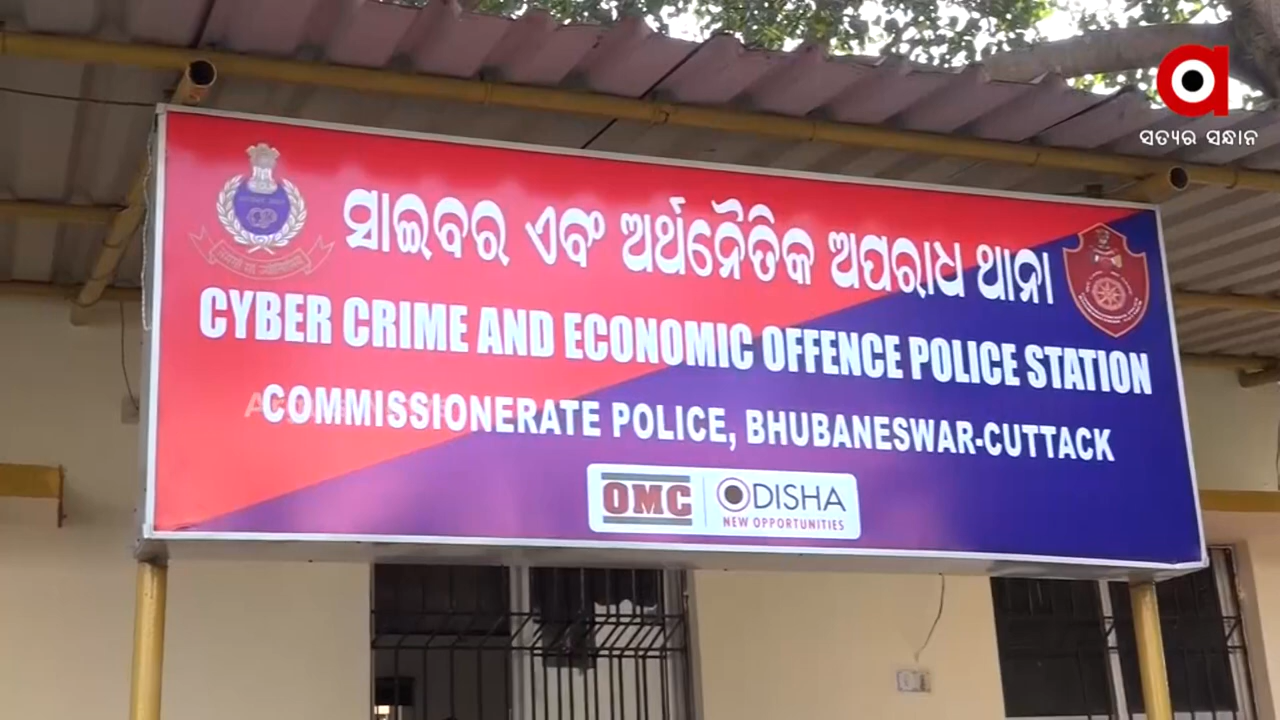 ସତ୍ୟର ସନ୍ଧାନ
ସାଇବର ଏବଂ ଅର୍ଥନୈତିକ ଅପରାଧ ଥାନା
CYBER CRIME AND ECONOMIC OFFENCE POLICE STATION
COMMISSIONERATE POLICE, BHUBANESWAR-CUTTACK
OMC
ODISHA
NEW OPPORTUNITIES